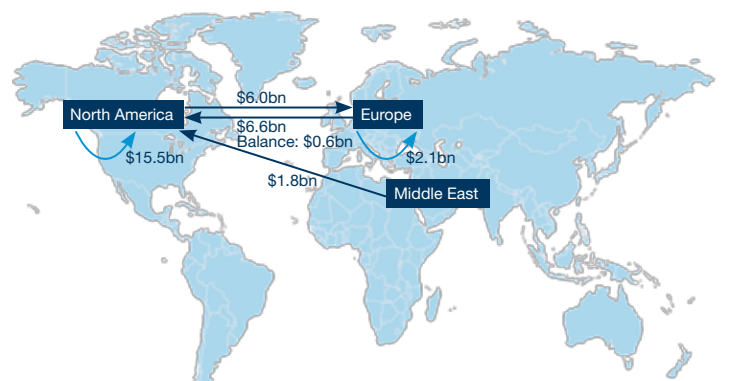 $6.0bn
North America
Europe
$6.6bn
Balance: $0.6bn
$15.5bn
$2.1bn
$1.8bn
Middle East